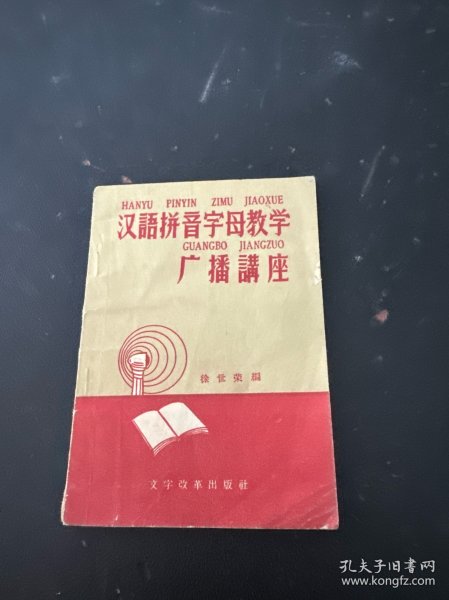 HANYU PINYIN ZIMU JIAOXUE
汉語拼音字母教学
GUANGBO JIANGZUO
广播講座
徐世荣編
文字改革出版社
孔夫子旧书网
www.kongfz.com